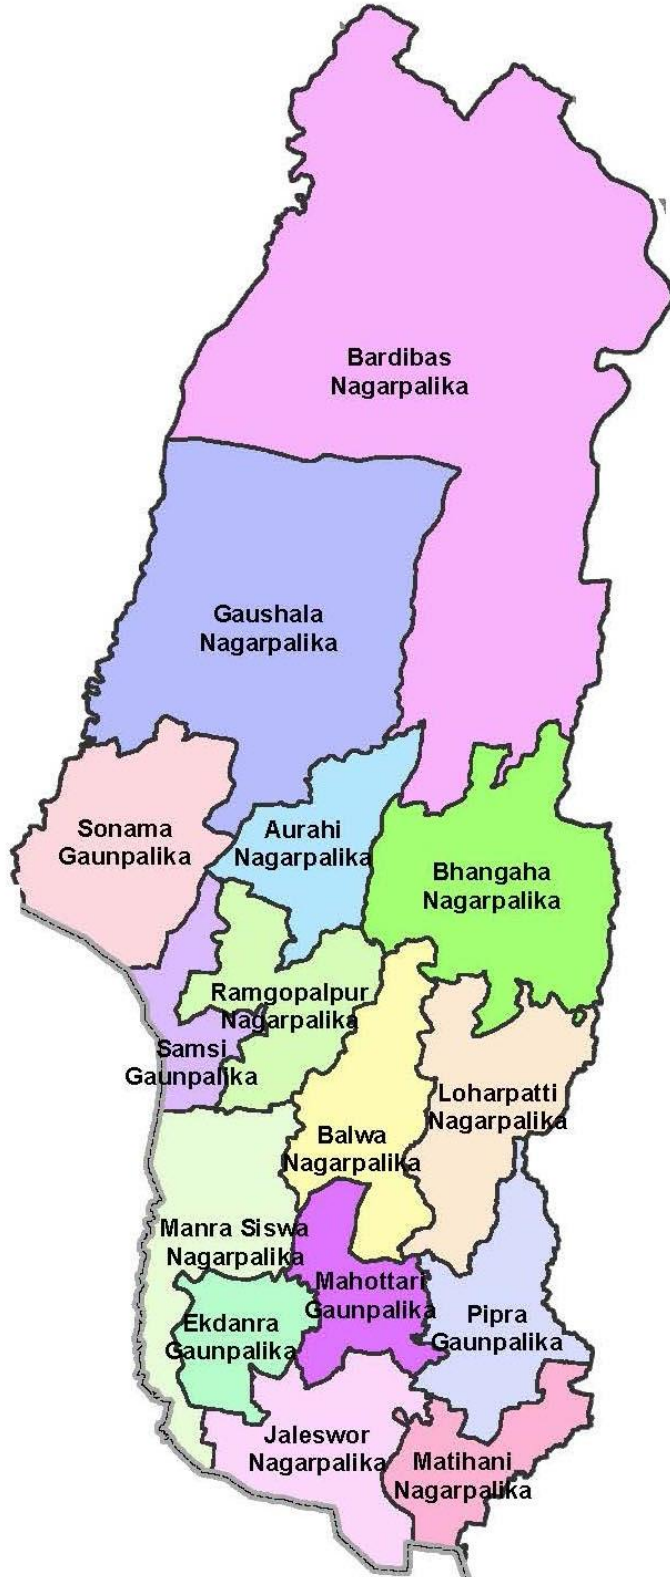 Bardibas
Nagarpalika
Gaushala
Nagarpalika
Sonama
Gaunpalika
Aurahi
Nagarpalika
Bhangaha
Nagarpalika
Ramgopalpur
Nagarpalika
Samsi
Gaunpalika
Loharpatti
Nagarpalika
Balwa
Nagarpalika
Manra Siswa
Nagarpalika
Mahottari
Gaunpalika
Ekdanra
Gaunpalika
Pipra
Gaunpalika
Jaleswor
Nagarpalika
Matihani
Nagarpalika